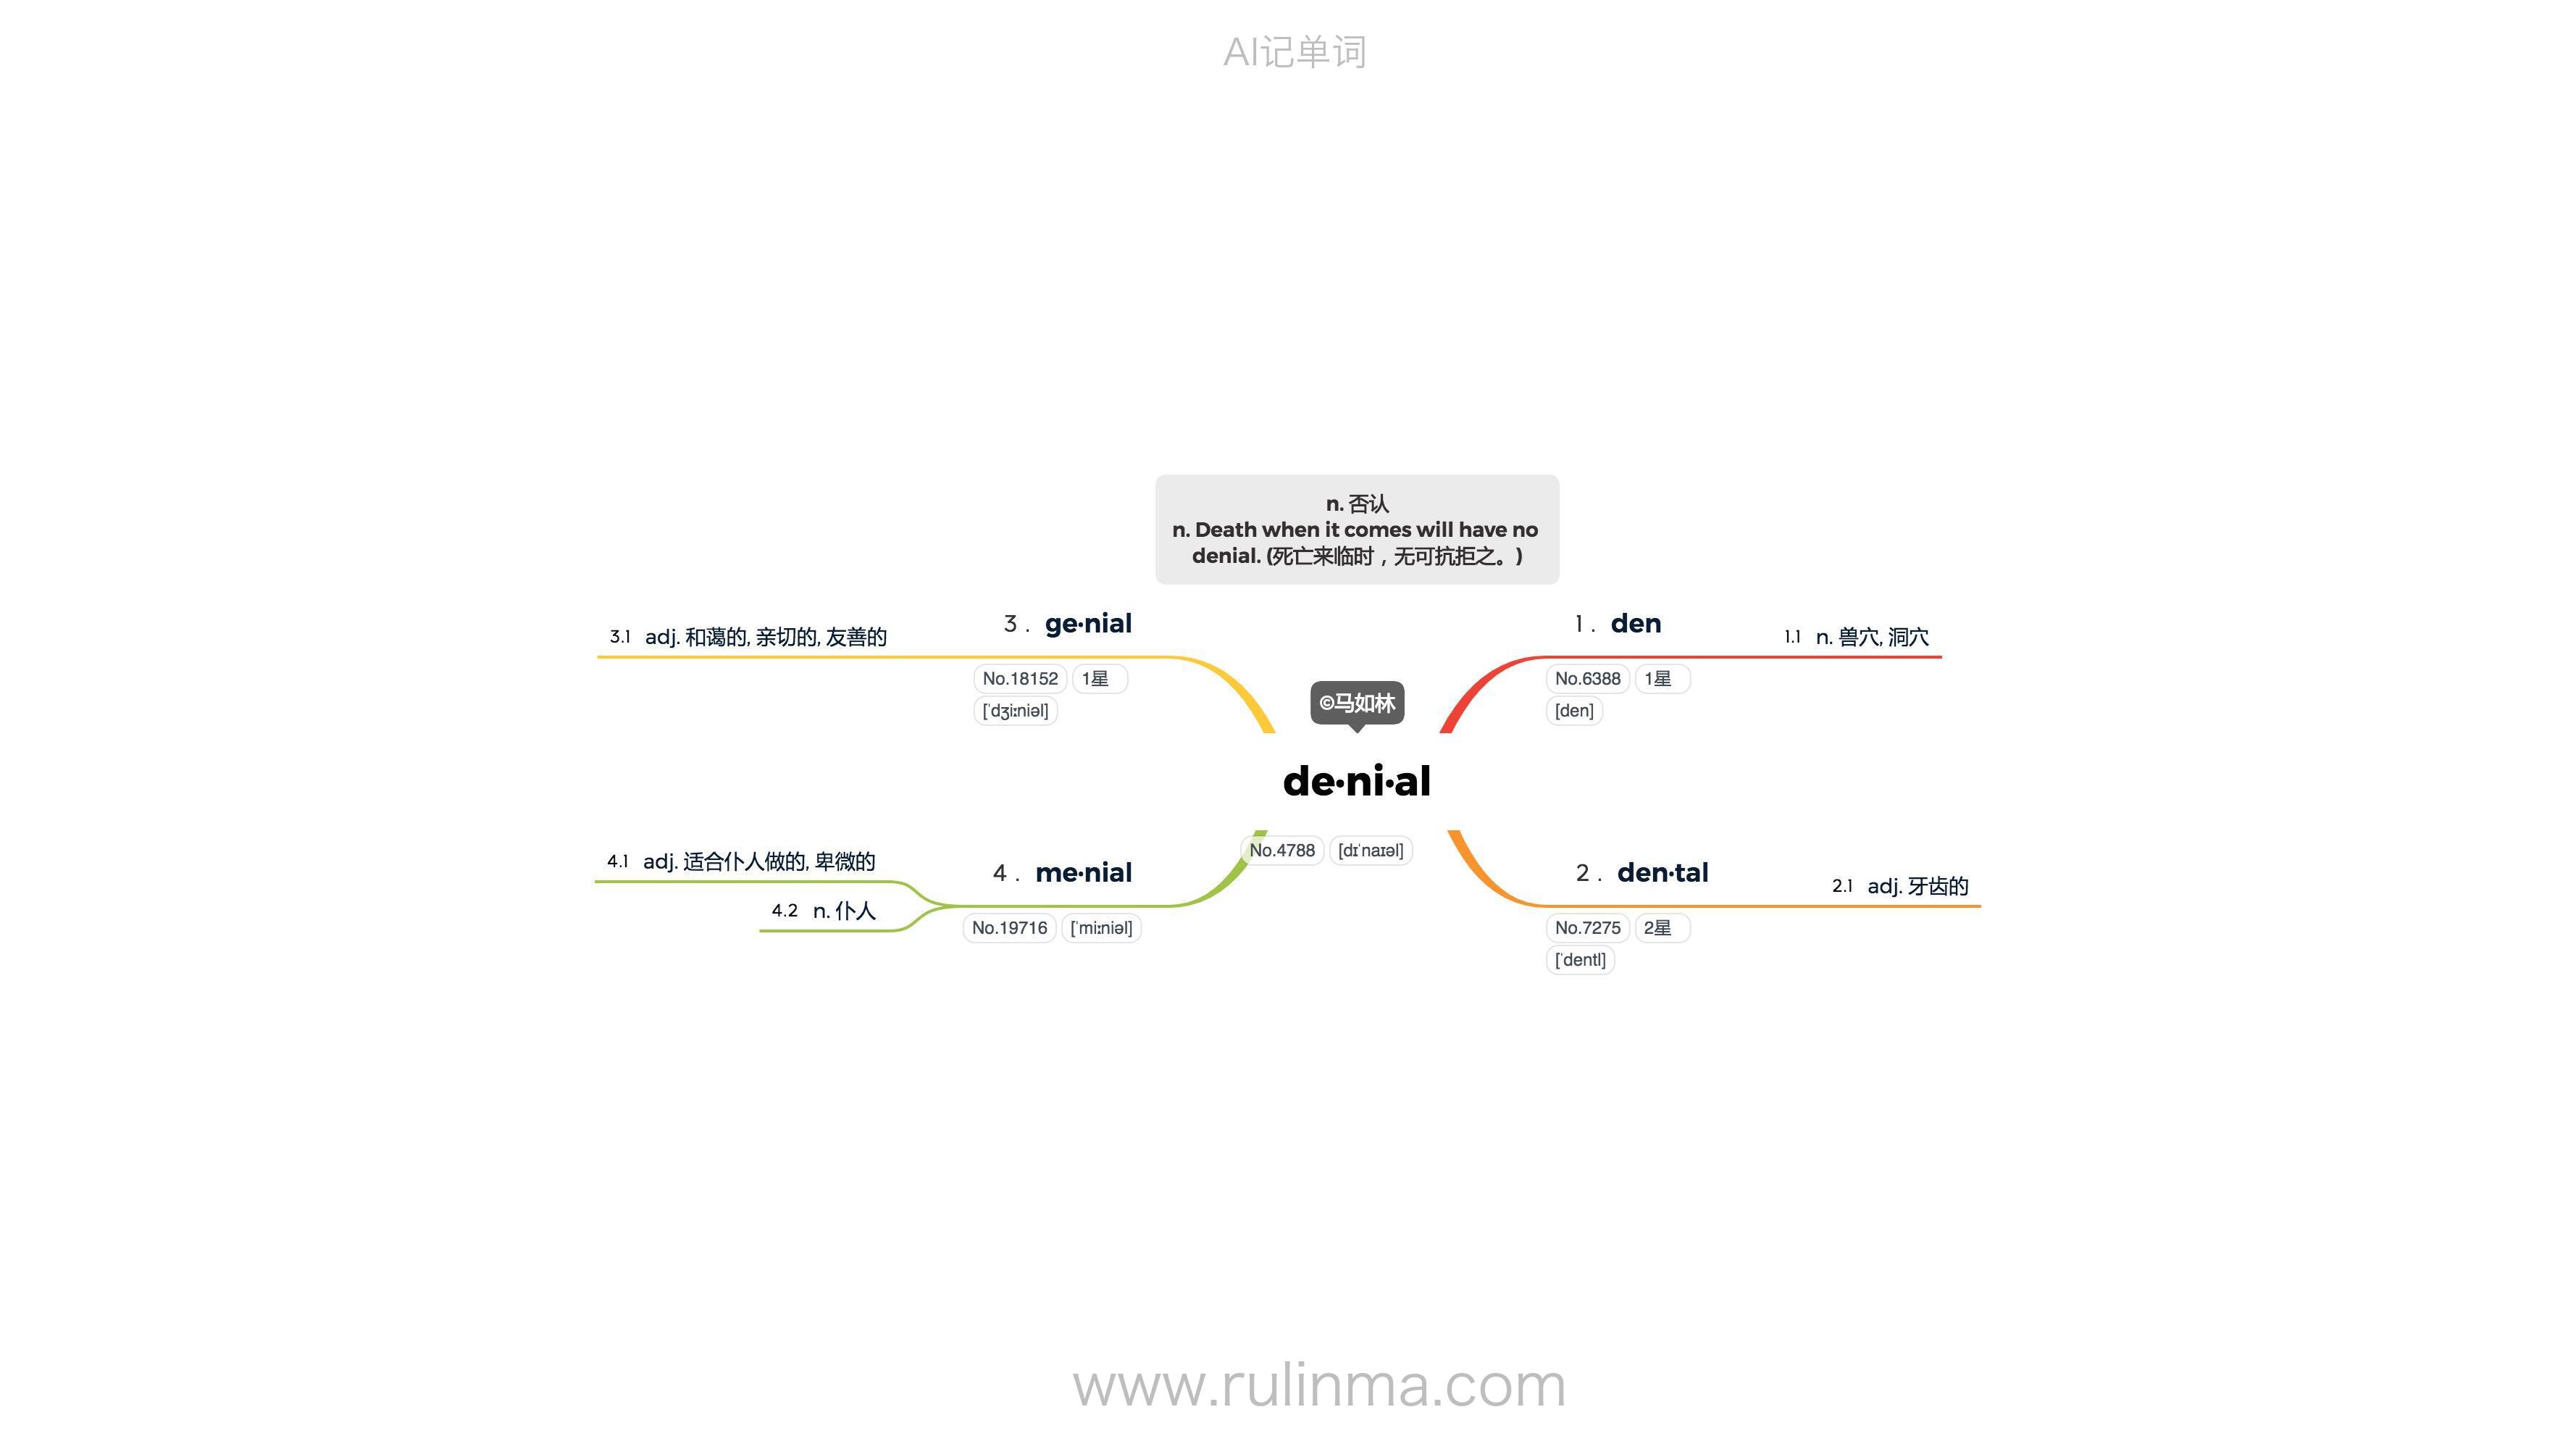 AI记单词
n. 否认
n. Death when it comes will have no
denial. (死亡来临时，无可抗拒之。)
©马如林
de·ni·al
No.4788 [dɪˈnaɪəl]
1 . den
No.6388 1星
[den]
1.1 n. 兽穴, 洞穴
2 . den·tal
No.7275 2星
[ˈdentl]
2.1 adj. 牙齿的
3 . ge·nial
No.18152 1星
[ˈdʒiːniəl]
3.1 adj. 和蔼的, 亲切的, 友善的
4 . me·nial
No.19716 [ˈmiːniəl]
4.1 adj. 适合仆人做的, 卑微的
4.2 n. 仆人
www.rulinma.com